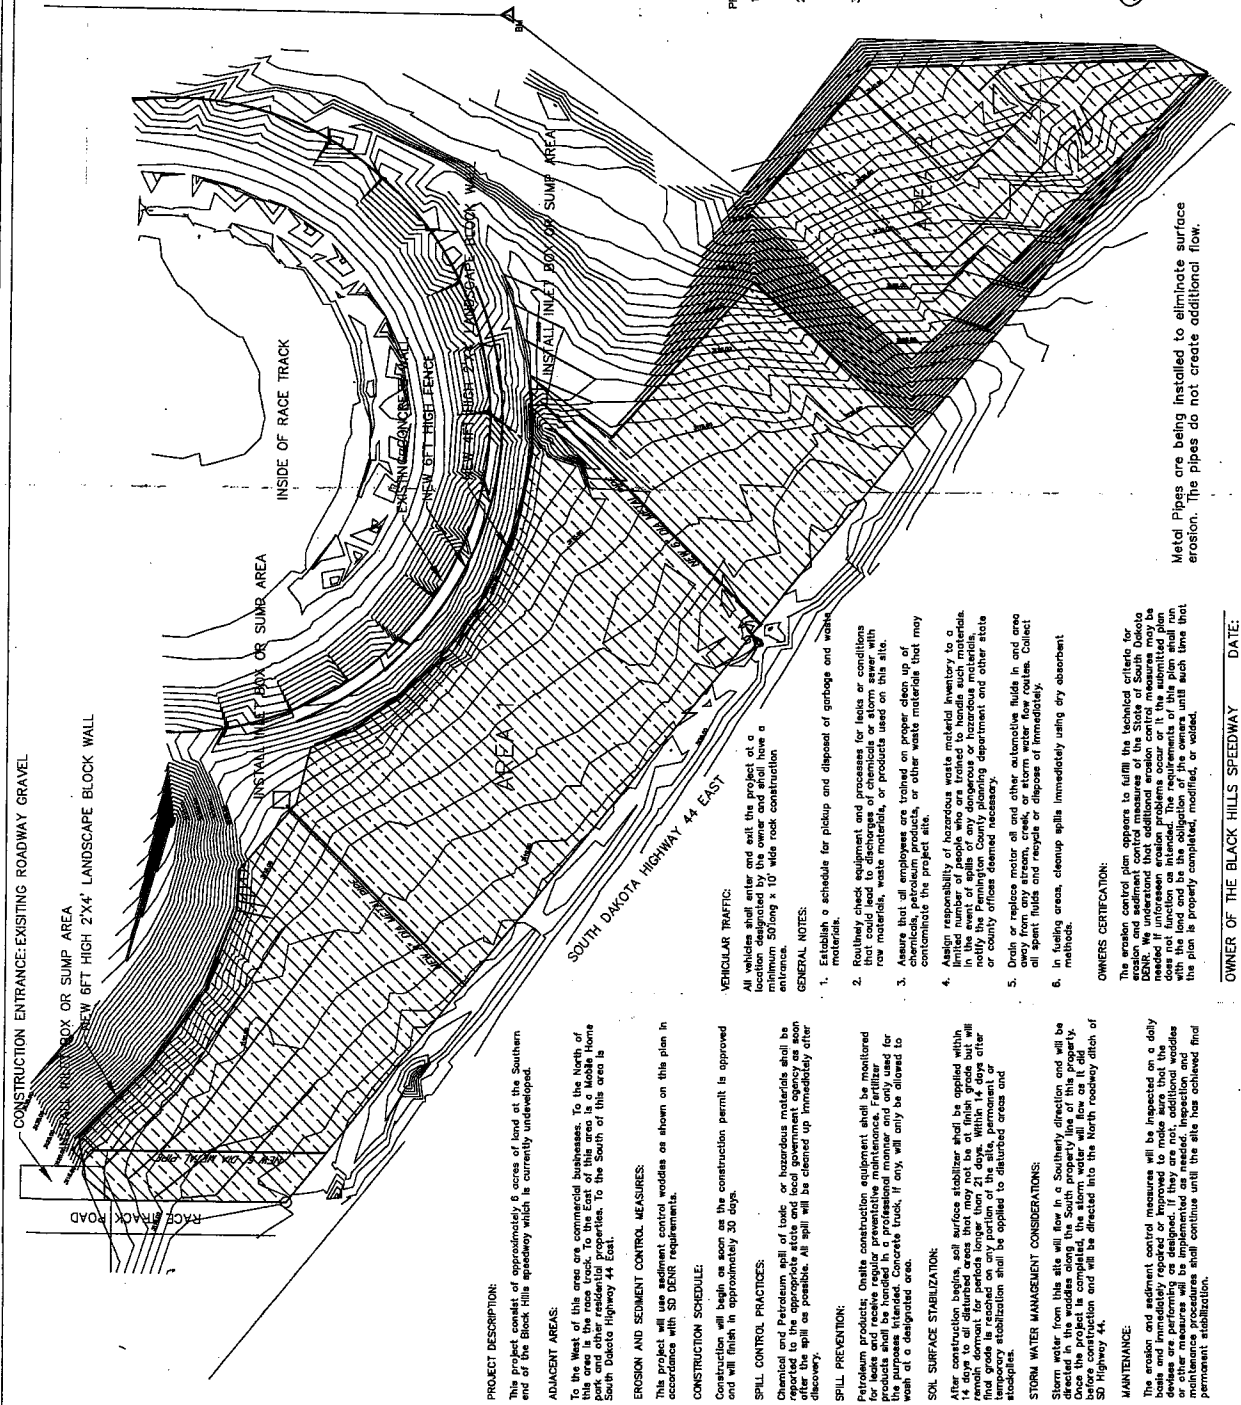 CONSTRUCTION ENTRANCE: EXISTING ROADWAY GRAVEL
INSTALL INLET BOX OR SUMP AREA
NEW 6FT HIGH 2'X4' LANDSCAPE BLOCK WALL
RACE TRACK ROAD
NEW 6' DIA METAL PIPE
INSTALL INLET BOX OR SUMP AREA
INSIDE OF RACE TRACK
EXISTING CONCRETE WALL
NEW 6FT HIGH FENCE
NEW 4FT HIGH 2'X4' LANDSCAPE BLOCK WALL
INSTALL INLET BOX OR SUMP AREA
BM
AREA 1
NEW 6' DIA METAL PIPE
NEW 6' DIA METAL PIPE
SOUTH DAKOTA HIGHWAY 44 EAST
Metal Pipes are being installed to eliminate surface
erosion. The pipes do not create additional flow.
PROJECT DESCRIPTION:
This project consist of approximately 6 acres of land at the Southern
end of the Black Hills speedway which is currently undeveloped.
ADJACENT AREAS:
To the West of this area are commercial businesses. To the North of
this area is the race track. To the East of this area is a Mobile Home
park and other residential properties. To the South of this area is
South Dakota Highway 44 East.
EROSION AND SEDIMENT CONTROL MEASURES:
This project will use sediment control waddles as shown on this plan in
accordance with SD DENR requirements.
CONSTRUCTION SCHEDULE:
Construction will begin as soon as the construction permit is approved
and will finish in approximately 30 days.
SPILL CONTROL PRACTICES:
Chemical and Petroleum spill of toxic or hazardous materials shall be
reported to the appropriate state and local government agency as soon
after the spill as possible. All spill will be cleaned up immediately after
discovery.
SPILL PREVENTION:
Petroleum products; Onsite construction equipment shall be monitored
for leaks and receive regular preventative maintenance. Fertilizer
products shall be handled in a professional manner and only used for
the purposes intended. Concrete truck, if any, will only be allowed to
wash at a designated area.
SOIL SURFACE STABILIZATION:
After construction begins, soil surface stabilizer shall be applied within
14 days to all disturbed areas that may not be at finish grade but will
remain dormant for periods longer than 21 days. Within 14 days after
final grade is reached on any portion of the site, permanent or
temporary stabilization shall be applied to disturbed areas and
stockpiles.
STORM WATER MANAGEMENT CONSIDERATIONS:
Storm water from this site will flow in a Southerly direction and will be
directed in the waddles along the South property line of this property.
Once the project is completed, the storm water will flow as it did
before construction and will be directed into the North roadway ditch of
SD Highway 44.
MAINTENANCE:
The erosion and sediment control measures will be inspected on a daily
basis and immediately repaired or improved to make sure that the
devises are performing as designed. If they are not, additional waddles
or other measures will be implemented as needed. Inspection and
maintenance procedures shall continue until the site has achieved final
permanent stabilization.
VEHICULAR TRAFFIC:
All vehicles shall enter and exit the project at a
location designated by the owner and shall have a
minimum 50'long x 10' wide rock construction
entrance.
GENERAL NOTES:
1. Establish a schedule for pickup and disposal of garbage and waste
materials.
2. Routinely check equipment and processes for leaks or conditions
that could lead to discharges of chemicals or storm sewer with
raw materials, waste materials, or products used on this site.
3. Assure that all employees are trained on proper clean up of
chemicals, petroleum products, or other waste materials that may
contaminate the project site.
4. Assign responsibility of hazardous waste material inventory to a
limited number of people who are trained to handle such materials.
In the event of spills of any dangerous or hazardous materials,
notify the Pennington County planning department and other state
or county offices deemed necessary.
5. Drain or replace motor oil and other automotive fluids in and area
away from any stream, creek, or storm water flow routes. Collect
all spent fluids and recycle or dispose of immediately.
6. In fueling areas, cleanup spills immediately using dry absorbent
methods.
OWNERS CERTIFCATION:
The erosion control plan appears to fulfill the technical criteria for
erosion and sediment control measures of the State of South Dakota
DENR. We understand that additional erosion control measures may be
needed if unforeseen erosion problems occur or it the submitted plan
does not function as intended. The requirements of this plan shall run
with the land and be the obligation of the owners until such time that
the plan is properly completed, modified, or voided.
OWNER OF THE BLACK HILLS SPEEDWAY DATE: